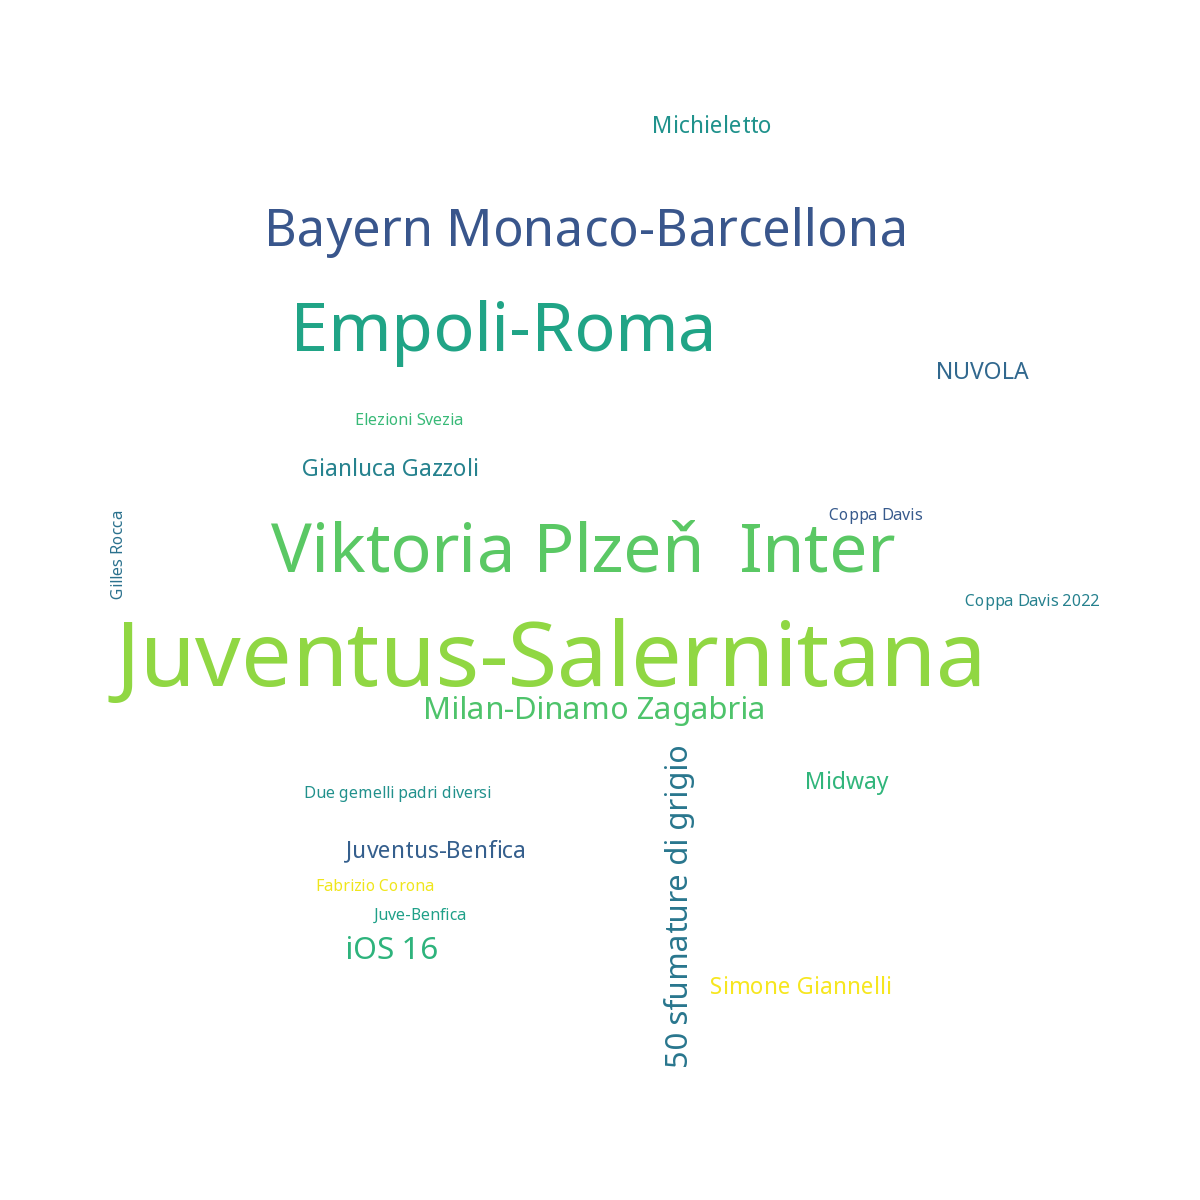 Michieletto
Bayern Monaco-Barcellona
Empoli-Roma
NUVOLA
Elezioni Svezia
Gianluca Gazzoli
Gilles Rocca
Coppa Davis
Viktoria Plzeň  Inter
Coppa Davis 2022
Juventus-Salernitana
Milan-Dinamo Zagabria
50 sfumature di grigio
Midway
Due gemelli padri diversi
Juventus-Benfica
Fabrizio Corona
Juve-Benfica
iOS 16
Simone Giannelli